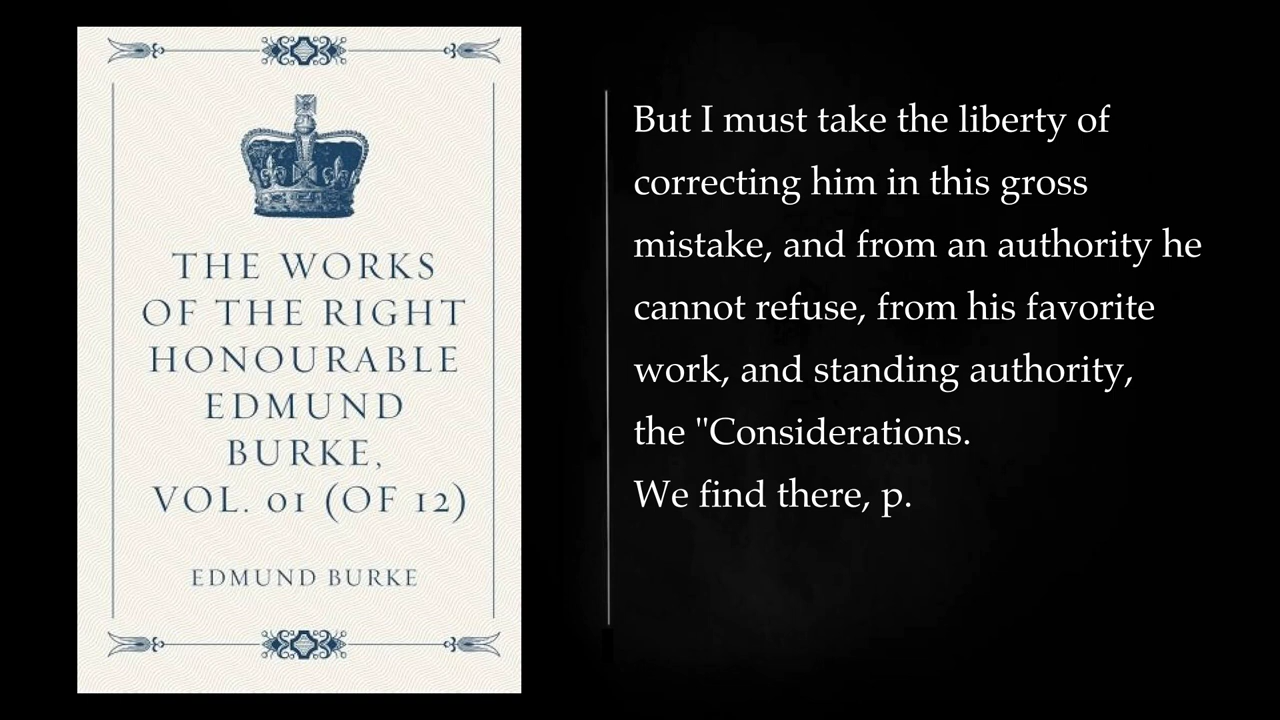 THE WORKS
OF THE RIGHT
HONOURABLE
EDMUND
BURKE,
VOL. 01 (OF 12)
EDMUND BURKE
But I must take the liberty of
correcting him in this gross
mistake, and from an authority he
cannot refuse, from his favorite
work, and standing authority,
the "Considerations.
We find there, p.